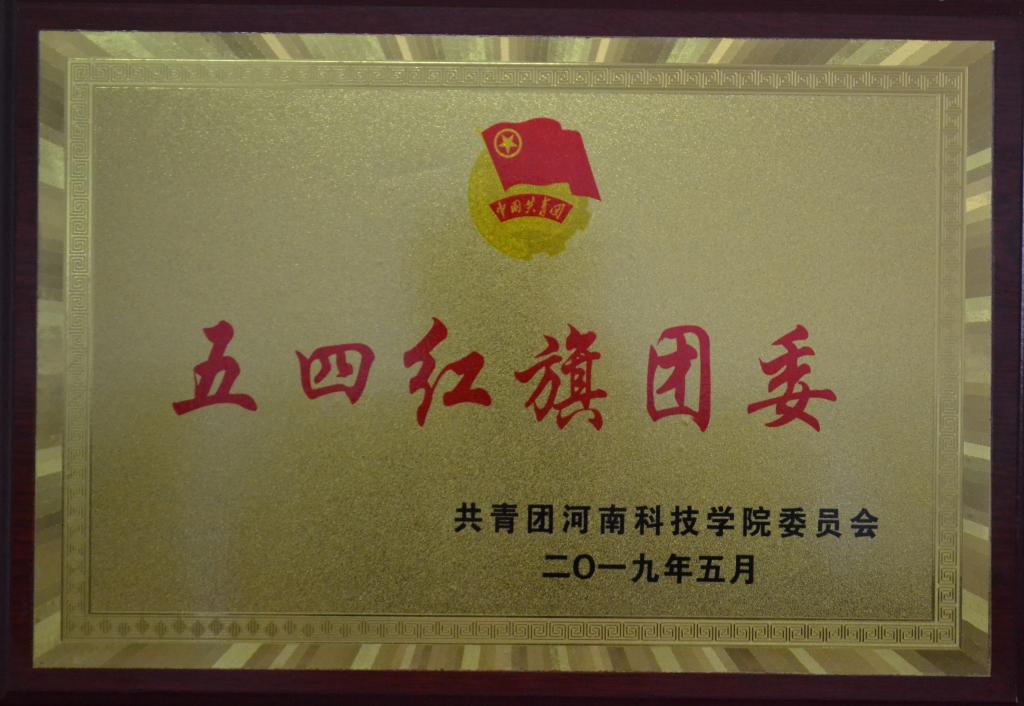 中国共青团
五四红旗团委
共青团河南科技学院委员会
二〇一九年五月